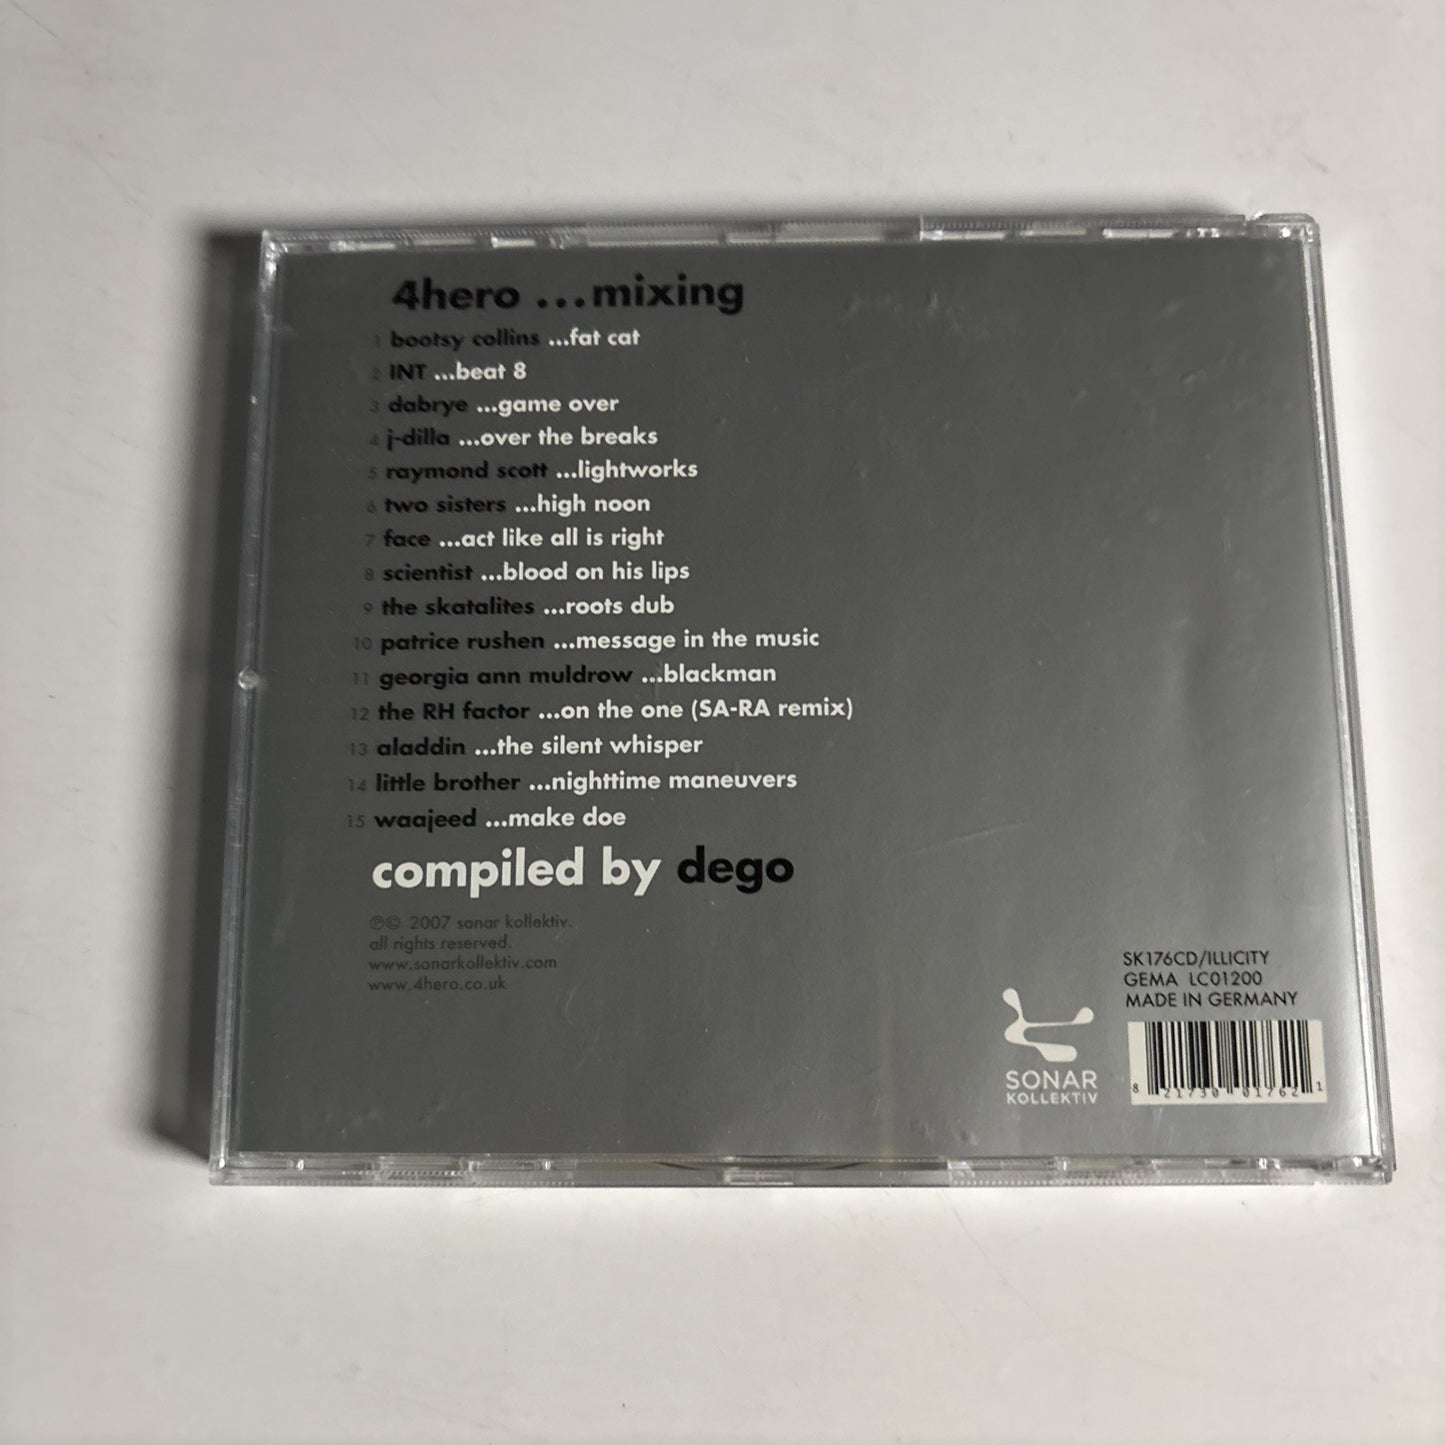 4hero ...mixing
1 bootsy collins ...fat cat
2 INT ...beat 8
3 dabrye ...game over
4 j-dilla ...over the breaks
5 raymond scott ...lightworks
6 two sisters ...high noon
7 face ...act like all is right
8 scientist ...blood on his lips
9 the skatalites ...roots dub
10 patrice rushen ...message in the music
11 georgia ann muldrow ...blackman
12 the RH factor ...on the one (SA-RA remix)
13 aladdin ...the silent whisper
14 little brother ...nighttime maneuvers
15 waajeed ...make doe
compiled by dego
℗© 2007 sonar kollektiv.
all rights reserved.
www.sonarkollektiv.com
www.4hero.co.uk
SK176CD/ILLICITY
GEMA LC01200
MADE IN GERMANY
SONAR
KOLLEKTIV
8 21730 01762 1